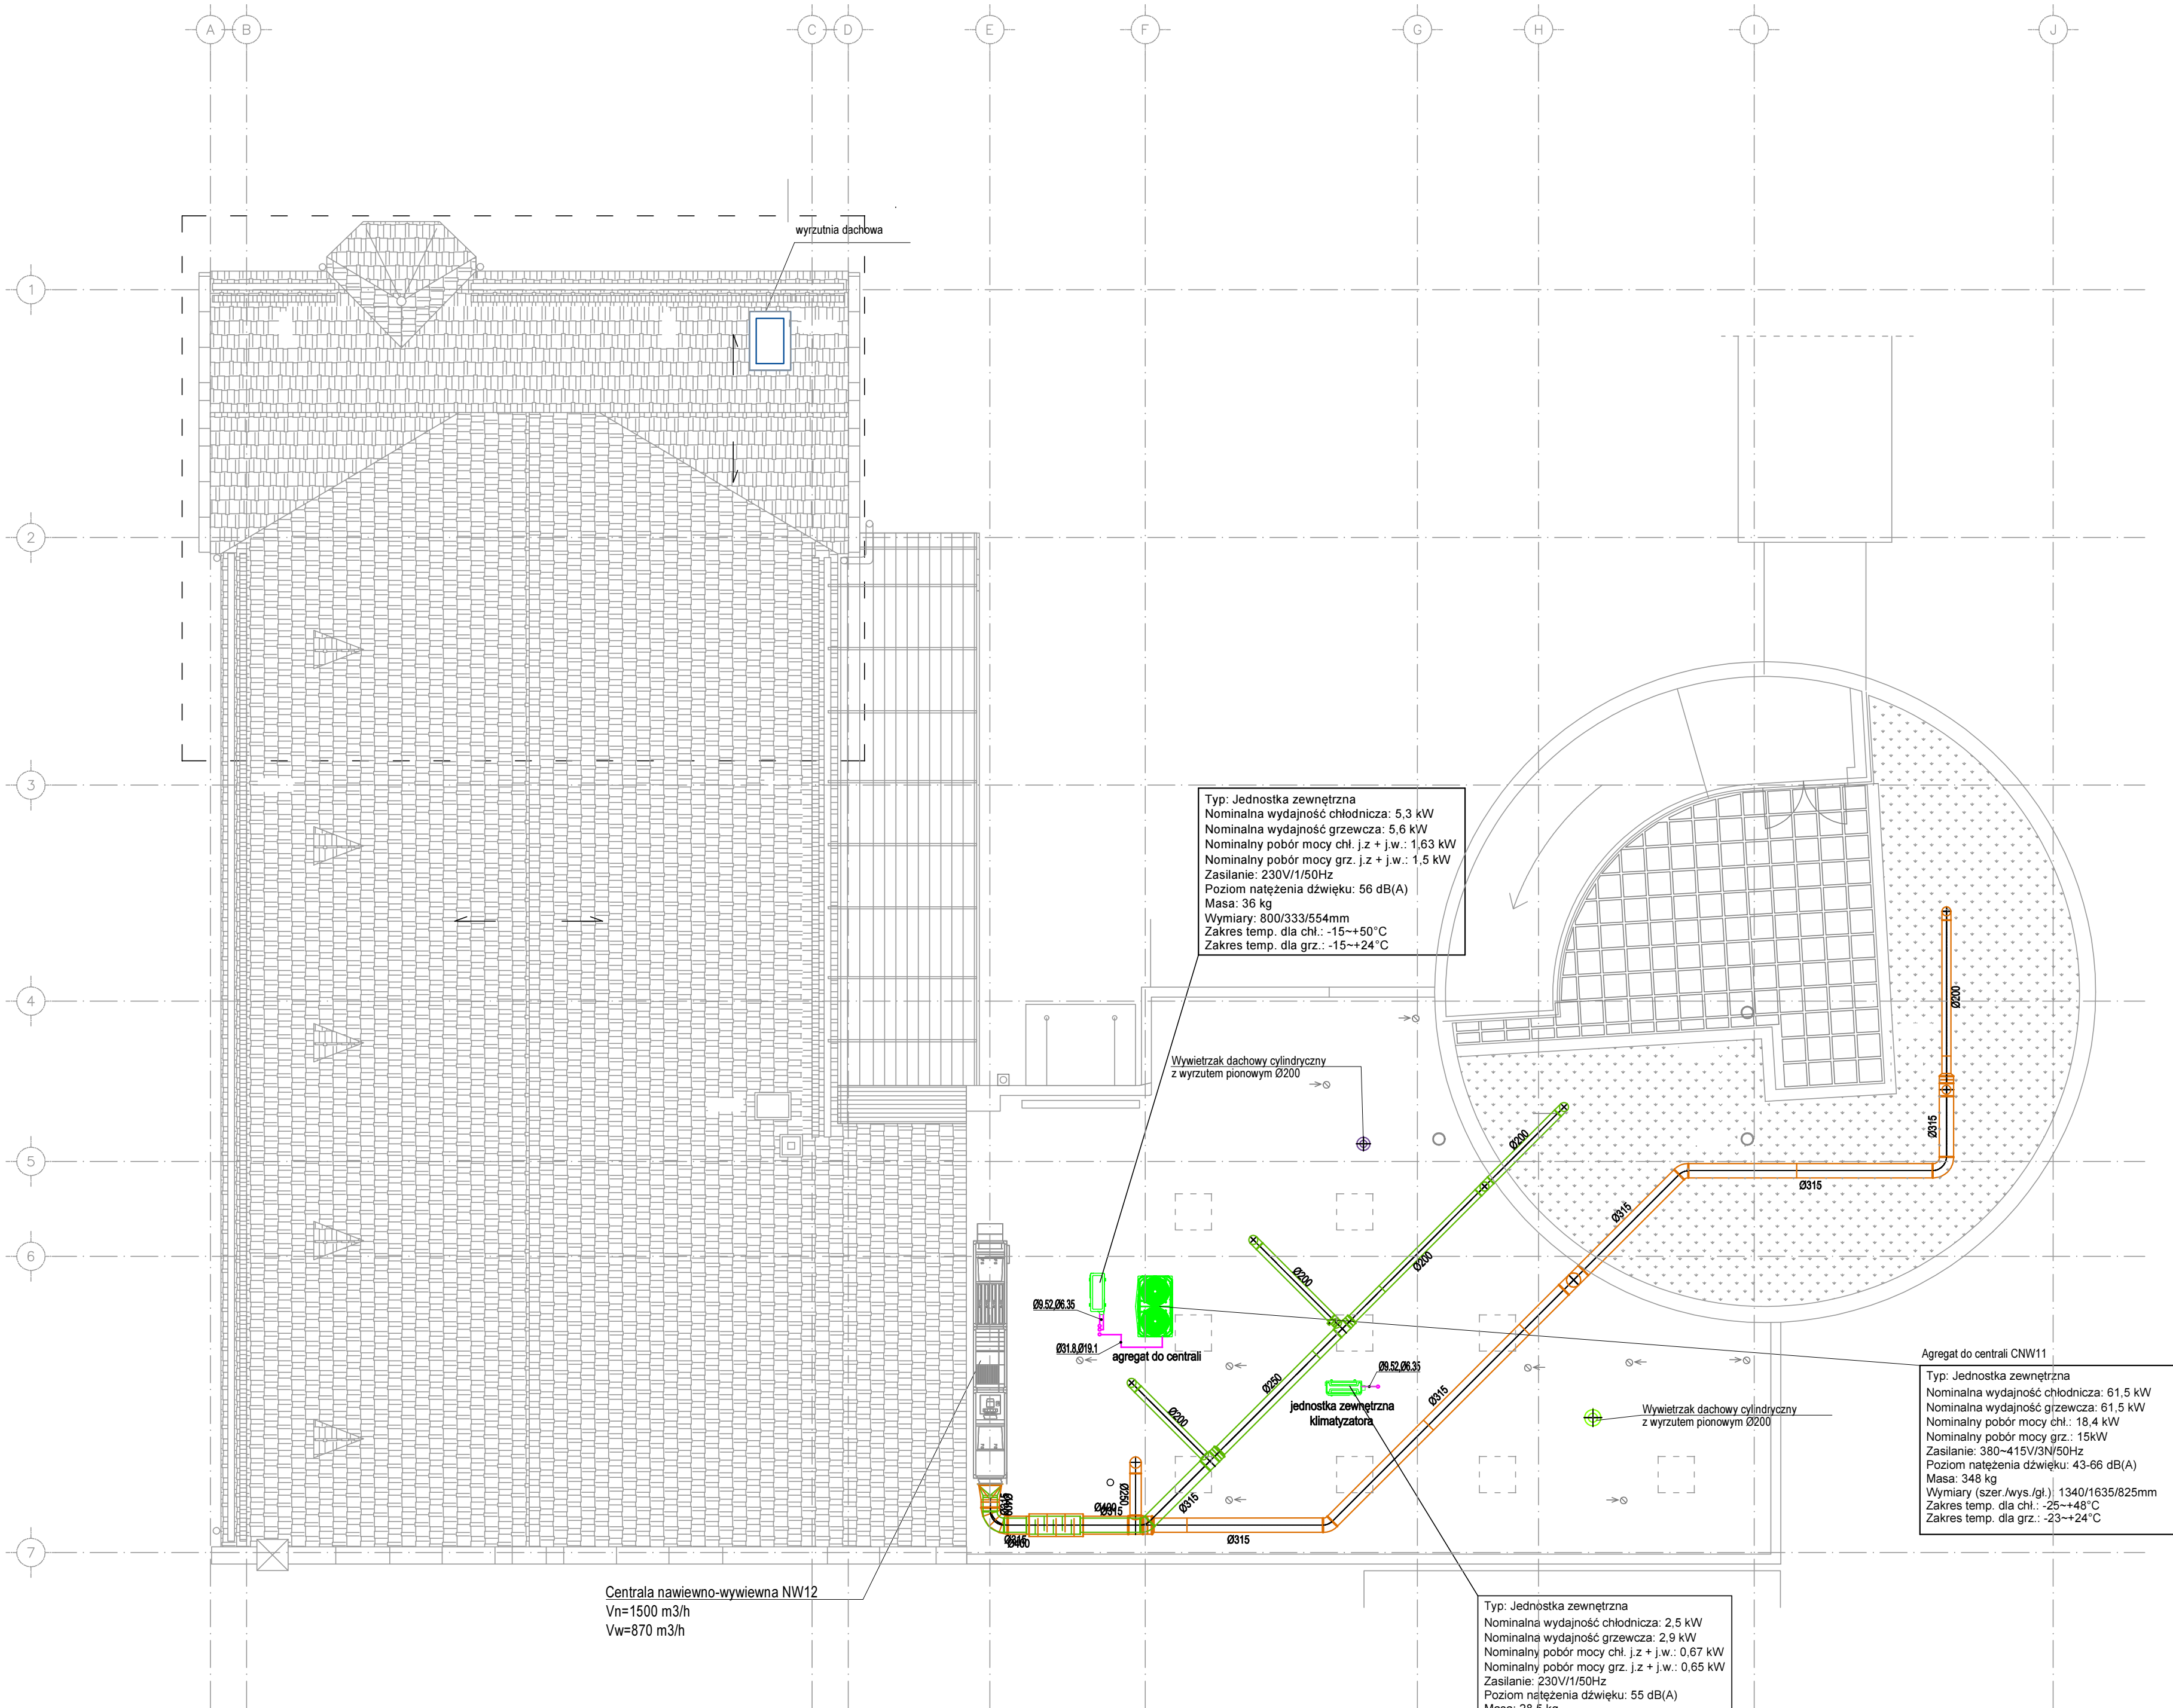 A
B
C
D
E
F
G
H
I
J
wyrzutnia dachowa
1
2
3
Typ: Jednostka zewnętrzna
Nominalna wydajność chłodnicza: 5,3 kW
Nominalna wydajność grzewcza: 5,6 kW
Nominalny pobór mocy chł. j.z + j.w.: 1,63 kW
Nominalny pobór mocy grz. j.z + j.w.: 1,5 kW
Zasilanie: 230V/1/50Hz
Poziom natężenia dźwięku: 56 dB(A)
Masa: 36 kg
Wymiary: 800/333/554mm
Zakres temp. dla chł.: -15~+50°C
Zakres temp. dla grz.: -15~+24°C
4
Ø200
Wywietrzak dachowy cylindryczny
z wyrzutem pionowym Ø200
Ø315
Ø200
5
Ø315
Ø315
6
Ø200
Ø200
Ø9.52,Ø6.35
Ø31.8,Ø19.1
agregat do centrali
Ø9.52,Ø6.35
Ø250
jednostka zewnętrzna
klimatyzatora
Ø315
Agregat do centrali CNW11
Typ: Jednostka zewnętrzna
Nominalna wydajność chłodnicza: 61,5 kW
Nominalna wydajność grzewcza: 61,5 kW
Nominalny pobór mocy chł.: 18,4 kW
Nominalny pobór mocy grz.: 15kW
Zasilanie: 380~415V/3N/50Hz
Poziom natężenia dźwięku: 43-66 dB(A)
Masa: 348 kg
Wymiary (szer./wys./gł.): 1340/1635/825mm
Zakres temp. dla chł.: -25~+48°C
Zakres temp. dla grz.: -23~+24°C
Wywietrzak dachowy cylindryczny
z wyrzutem pionowym Ø200
Ø200
Ø250
Ø315
Ø315
7
Centrala nawiewno-wywiewna NW12
Vn=1500 m3/h
Vw=870 m3/h
Typ: Jednostka zewnętrzna
Nominalna wydajność chłodnicza: 2,5 kW
Nominalna wydajność grzewcza: 2,9 kW
Nominalny pobór mocy chł. j.z + j.w.: 0,67 kW
Nominalny pobór mocy grz. j.z + j.w.: 0,65 kW
Zasilanie: 230V/1/50Hz
Poziom natężenia dźwięku: 55 dB(A)